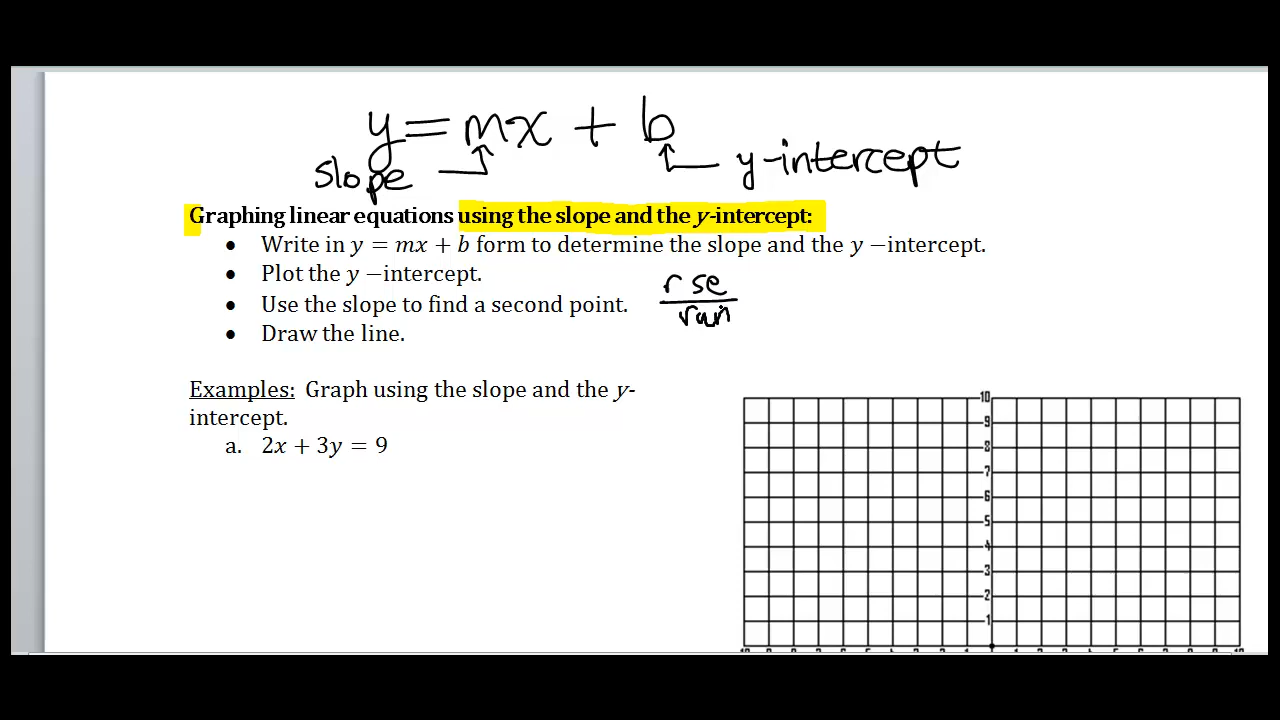 y = mx + b
slope
y-intercept
Graphing linear equations using the slope and the y-intercept:
• Write in y = mx + b form to determine the slope and the y −intercept.
• Plot the y −intercept.
rse
• Use the slope to find a second point.
run
• Draw the line.
Examples: Graph using the slope and the y-
intercept.
a. 2x + 3y = 9
10
9
8
7
6
5
4
3
2
1